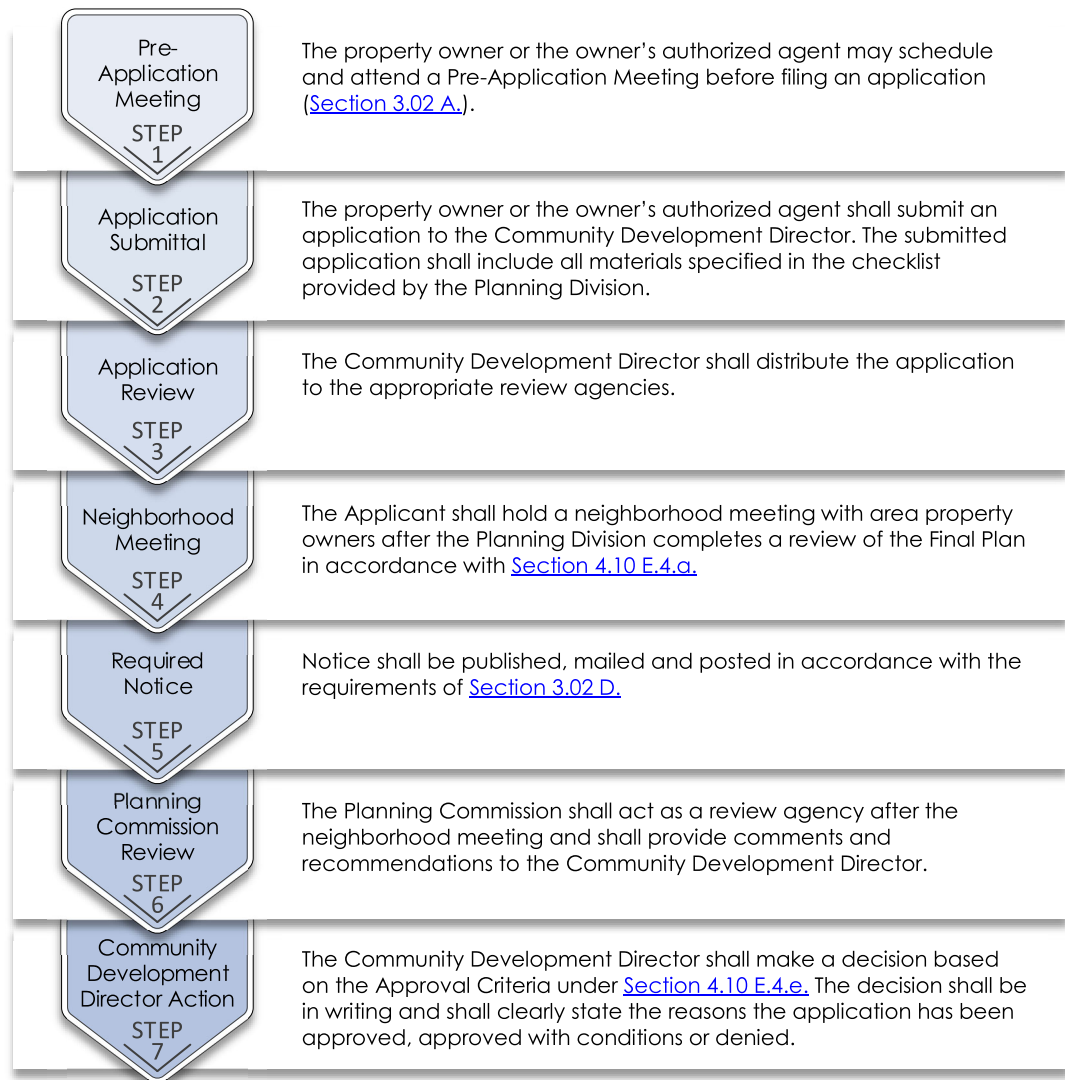 Pre-
Application
Meeting
STEP
1
The property owner or the owner’s authorized agent may schedule
and attend a Pre-Application Meeting before filing an application
(Section 3.02 A.).
Application
Submittal
STEP
2
The property owner or the owner’s authorized agent shall submit an
application to the Community Development Director. The submitted
application shall include all materials specified in the checklist
provided by the Planning Division.
Application
Review
STEP
3
The Community Development Director shall distribute the application
to the appropriate review agencies.
Neighborhood
Meeting
STEP
4
The Applicant shall hold a neighborhood meeting with area property
owners after the Planning Division completes a review of the Final Plan
in accordance with Section 4.10 E.4.a.
Required
Notice
STEP
5
Notice shall be published, mailed and posted in accordance with the
requirements of Section 3.02 D.
Planning
Commission
Review
STEP
6
The Planning Commission shall act as a review agency after the
neighborhood meeting and shall provide comments and
recommendations to the Community Development Director.
Community
Development
Director Action
STEP
7
The Community Development Director shall make a decision based
on the Approval Criteria under Section 4.10 E.4.e. The decision shall be
in writing and shall clearly state the reasons the application has been
approved, approved with conditions or denied.